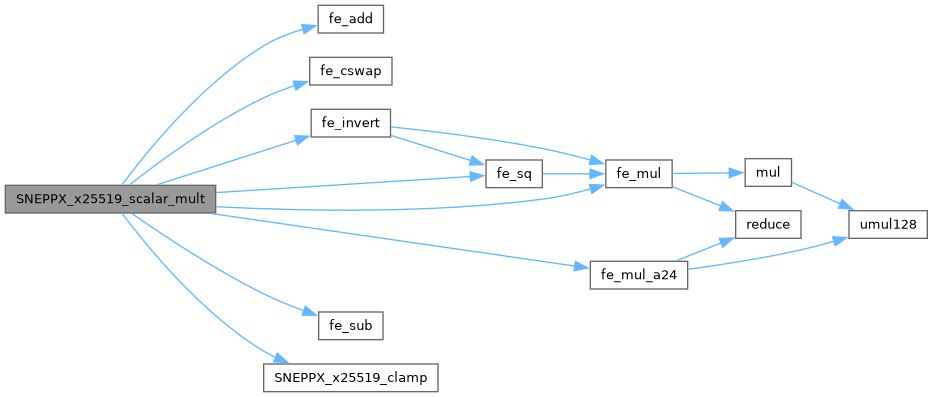 fe_add
fe_cswap
fe_invert
fe_sq
fe_mul
mul
SNEPPX_x25519_scalar_mult
reduce
umul128
fe_mul_a24
fe_sub
SNEPPX_x25519_clamp